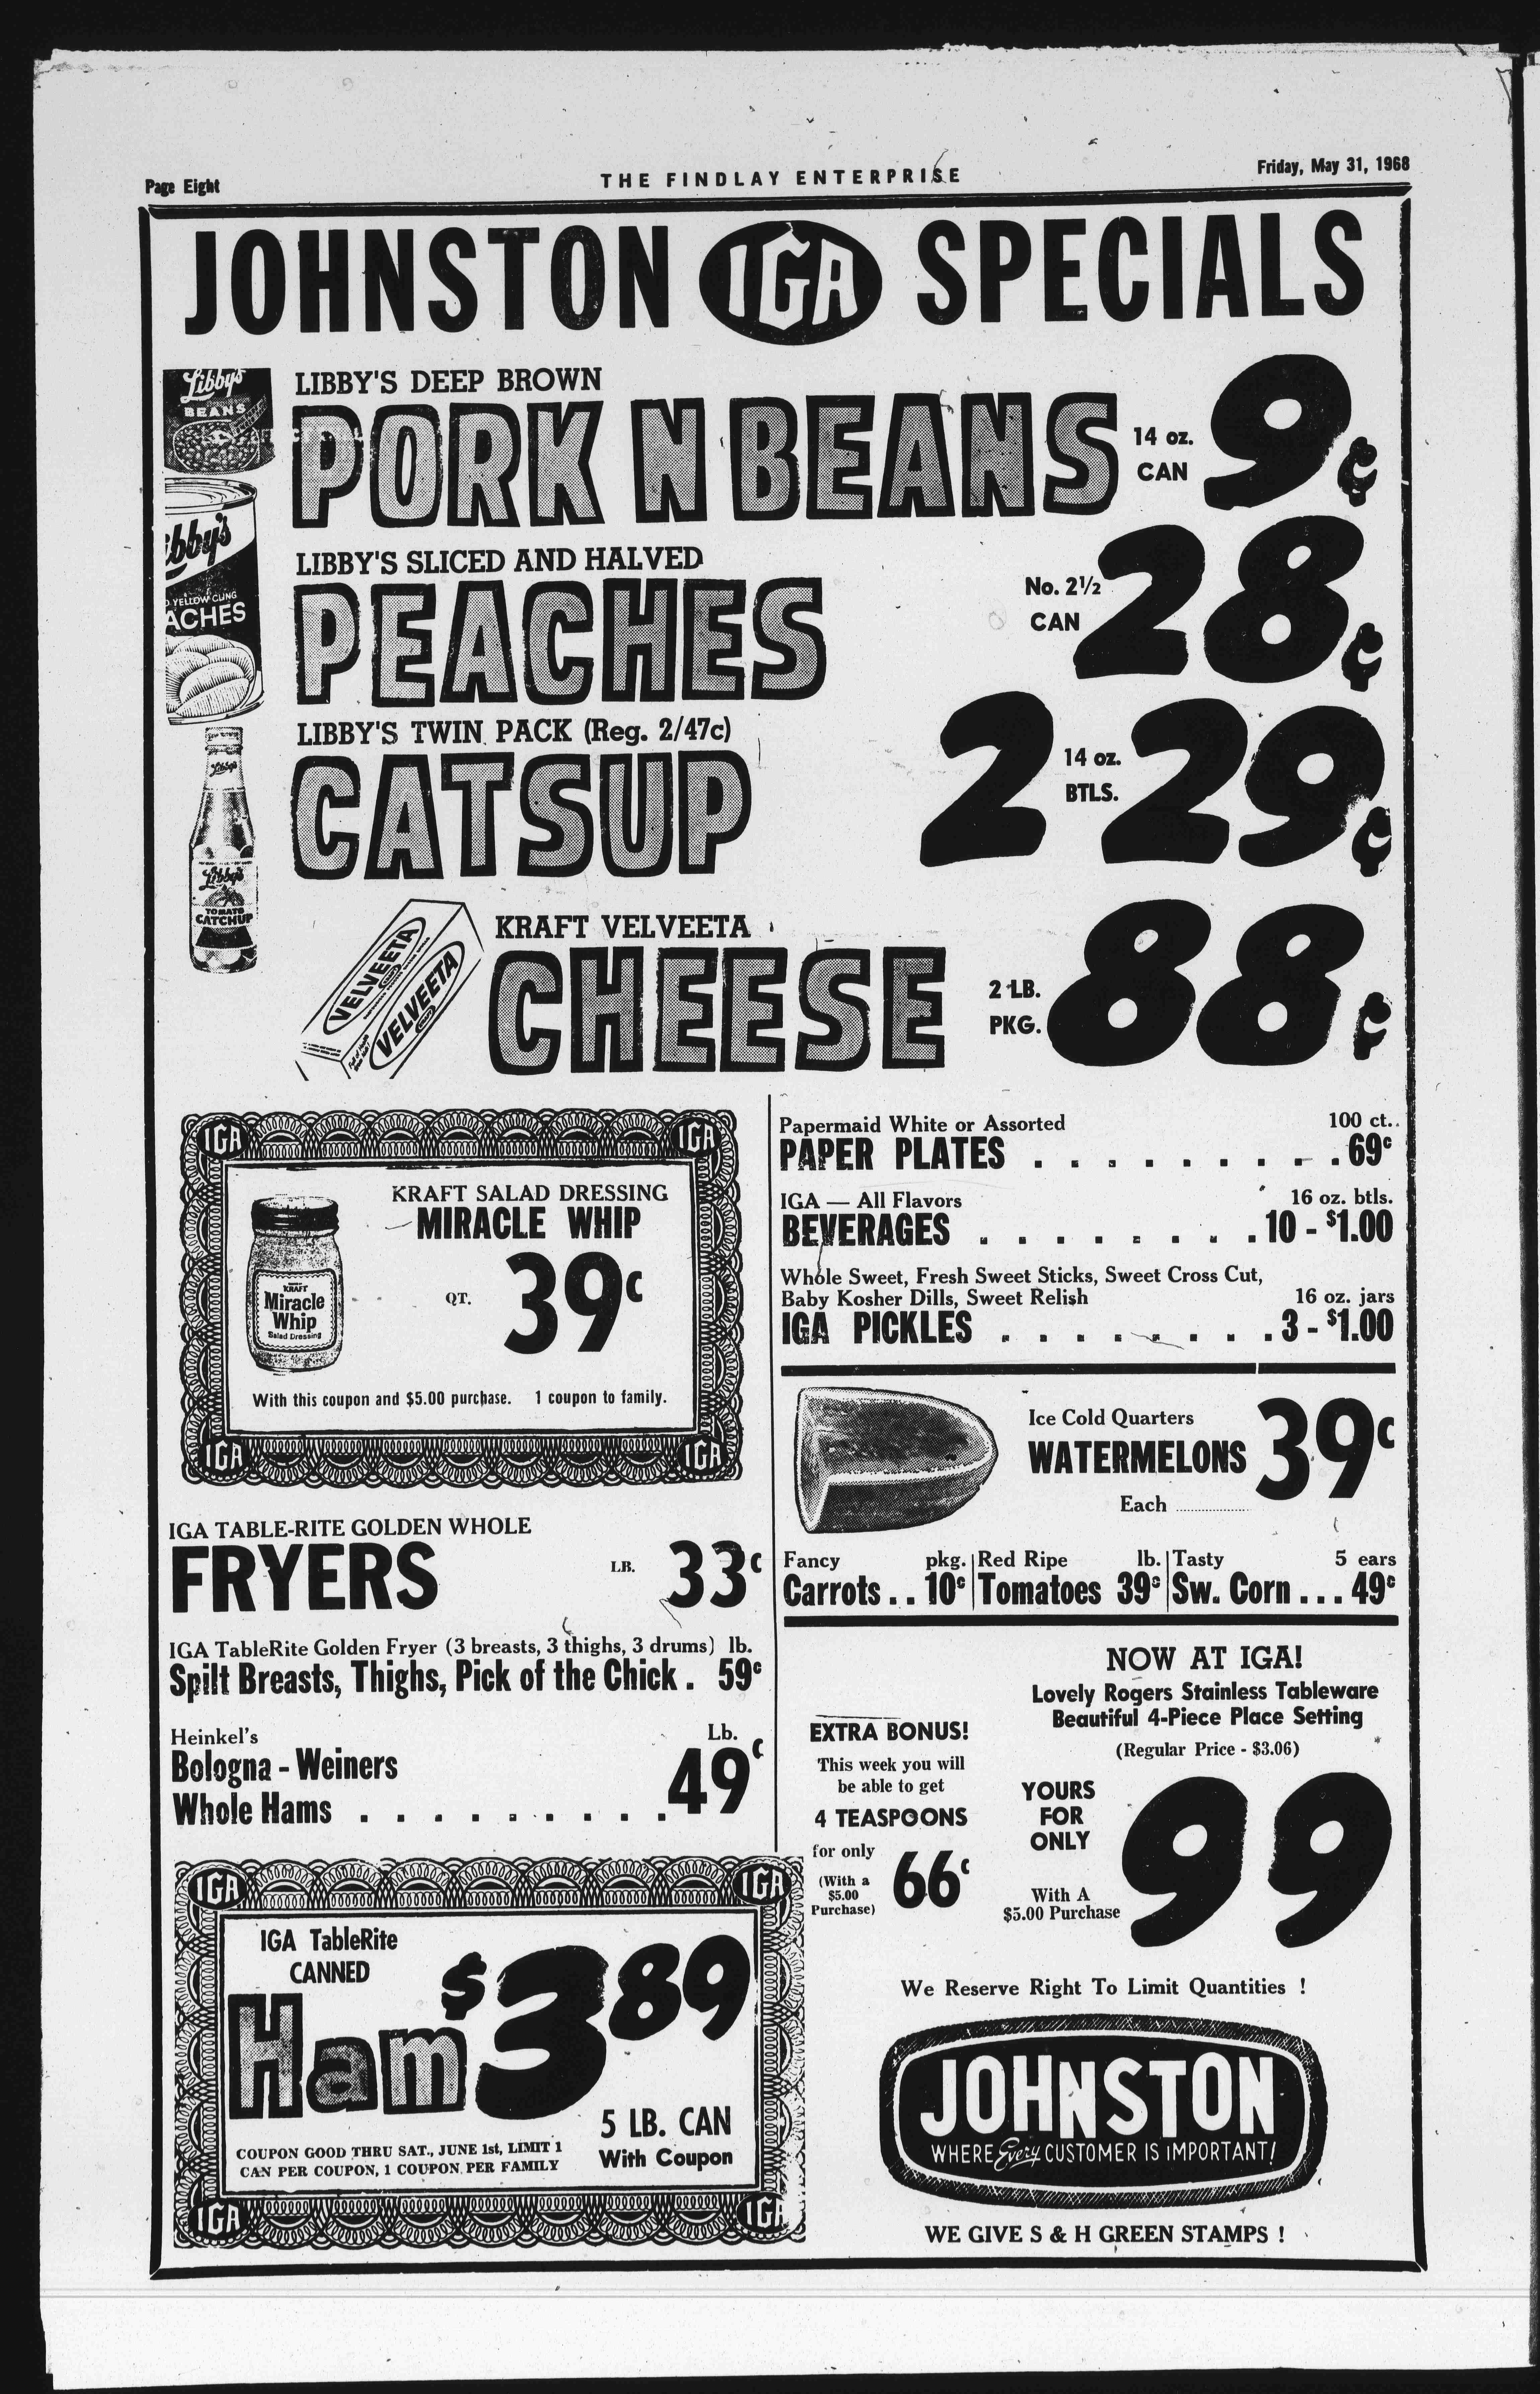 Page Eight
THE FINDLAY ENTERPRISE
Friday, May 31, 1968
JOHNSTON IGA SPECIALS
Libby's
BEANS
LIBBY'S DEEP BROWN
PORK N BEANS
14 oz.
CAN
9¢
ibby's
YELLOW CLING
ACHES
LIBBY'S SLICED AND HALVED
PEACHES
No. 2½
CAN
28¢
LIBBY'S TWIN PACK (Reg. 2/47c)
CATSUP
2 14 oz.
BTLS. 29¢
Libby's
Libby's
TOMATO
CATCHUP
VELVEETA
VELVEETA
KRAFT VELVEETA
CHEESE
2 LB.
PKG.
88¢
IGA IGA
KRAFT SALAD DRESSING
MIRACLE WHIP
QT. 39c
KRAFT
Miracle
Whip
Salad Dressing
With this coupon and $5.00 purchase. 1 coupon to family.
IGA IGA
IGA TABLE-RITE GOLDEN WHOLE
FRYERS LB. 33c
IGA TableRite Golden Fryer (3 breasts, 3 thighs, 3 drums) lb.
Spilt Breasts, Thighs, Pick of the Chick . 59c
Heinkel's Lb.
Bologna - Weiners
Whole Hams . . . . . . . . . 49c
IGA IGA
IGA TableRite
CANNED
Ham $3 89
5 LB. CAN
With Coupon
COUPON GOOD THRU SAT., JUNE 1st, LIMIT 1
CAN PER COUPON, 1 COUPON PER FAMILY
IGA IGA
Papermaid White or Assorted 100 ct..
PAPER PLATES . . . . . . . . . 69c
IGA — All Flavors 16 oz. btls.
BEVERAGES . . . . . . . . 10 - $1.00
Whole Sweet, Fresh Sweet Sticks, Sweet Cross Cut,
Baby Kosher Dills, Sweet Relish 16 oz. jars
IGA PICKLES . . . . . . . . 3 - $1.00
Ice Cold Quarters
WATERMELONS 39c
Each ....................
Fancy pkg.
Carrots . . 10c
Red Ripe lb.
Tomatoes 39c
Tasty 5 ears
Sw. Corn . . . 49c
NOW AT IGA!
Lovely Rogers Stainless Tableware
Beautiful 4-Piece Place Setting
(Regular Price - $3.06)
YOURS
FOR
ONLY
99
With A
$5.00 Purchase
EXTRA BONUS!
This week you will
be able to get
4 TEASPOONS
for only
66c
(With a
$5.00
Purchase)
We Reserve Right To Limit Quantities !
JOHNSTON
WHERE Every CUSTOMER IS IMPORTANT!
WE GIVE S & H GREEN STAMPS !